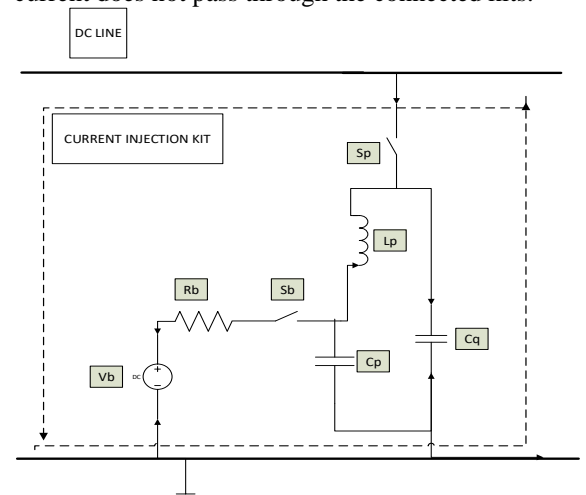 current does not pass through the connected kits.
DC LINE
CURRENT INJECTION KIT
Sp
Lp
Rb
Sb
Cq
Cp
Vb
DC